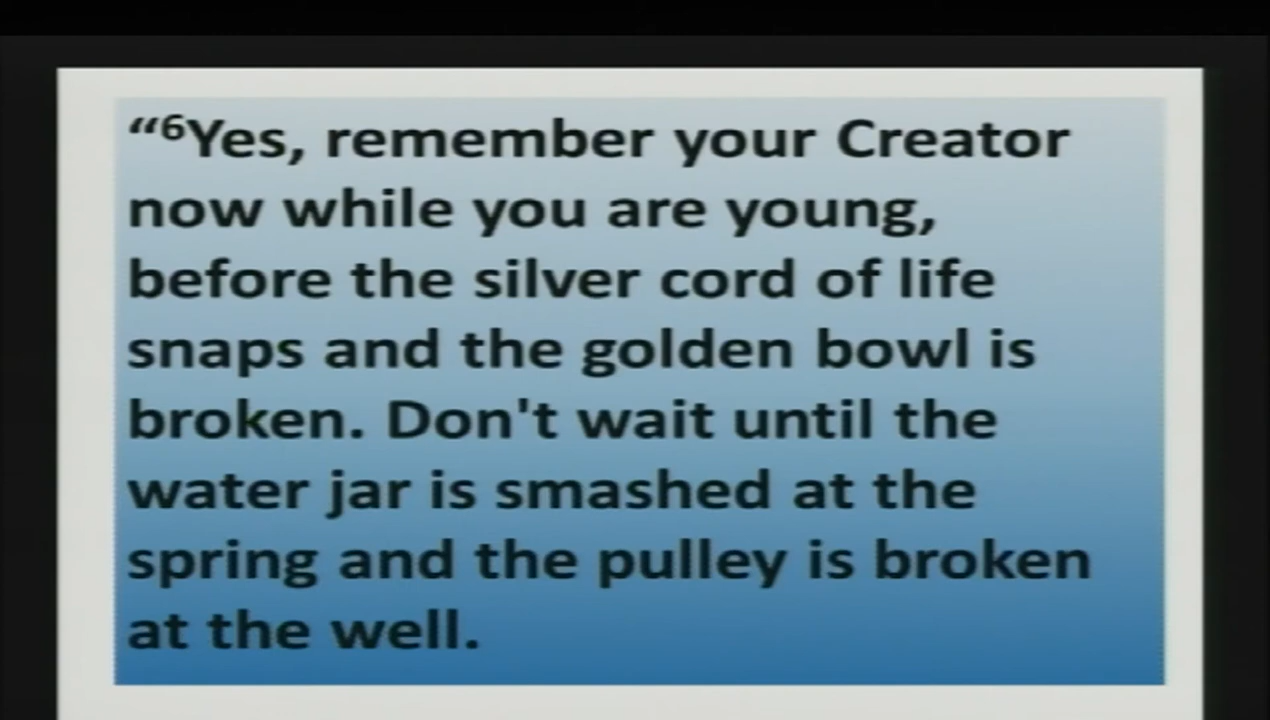 “⁶Yes, remember your Creator
now while you are young,
before the silver cord of life
snaps and the golden bowl is
broken. Don't wait until the
water jar is smashed at the
spring and the pulley is broken
at the well.